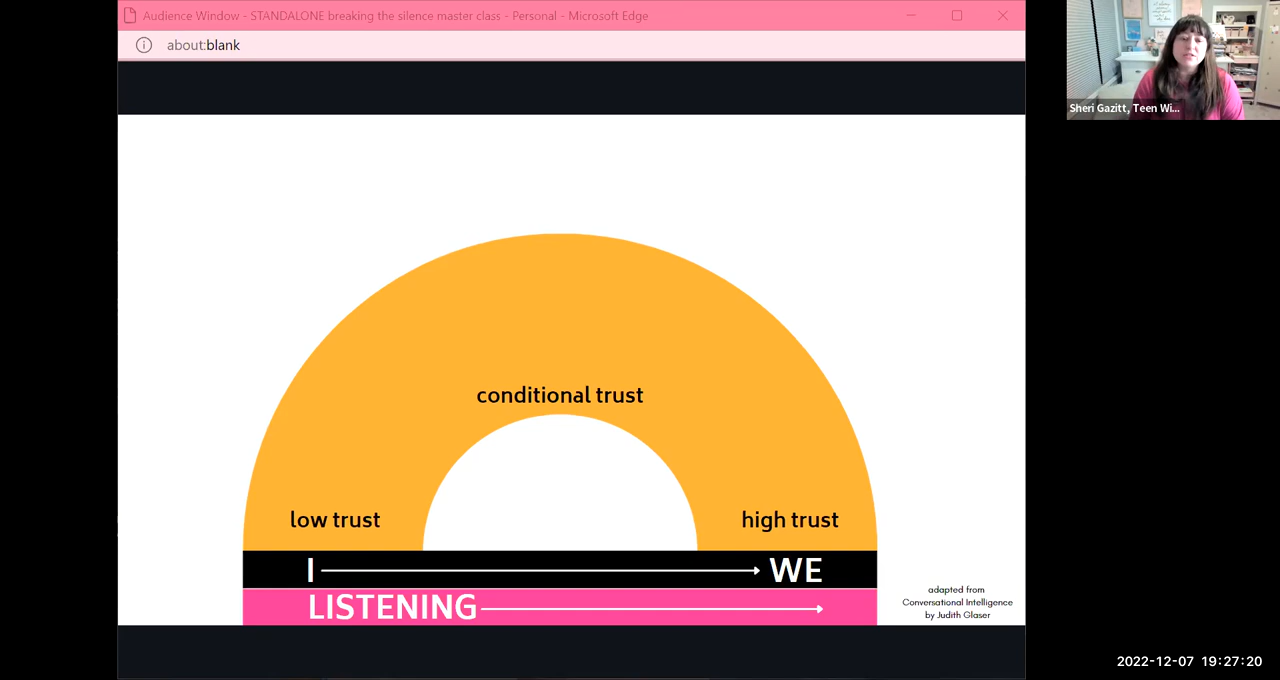 Audience Window - STANDALONE breaking the silence master class - Personal - Microsoft Edge
about:blank
Sheri Gazitt, Teen Wi...
conditional trust
low trust
high trust
I
WE
LISTENING
adapted from
Conversational Intelligence
by Judith Glaser
2022-12-07 19:27:20